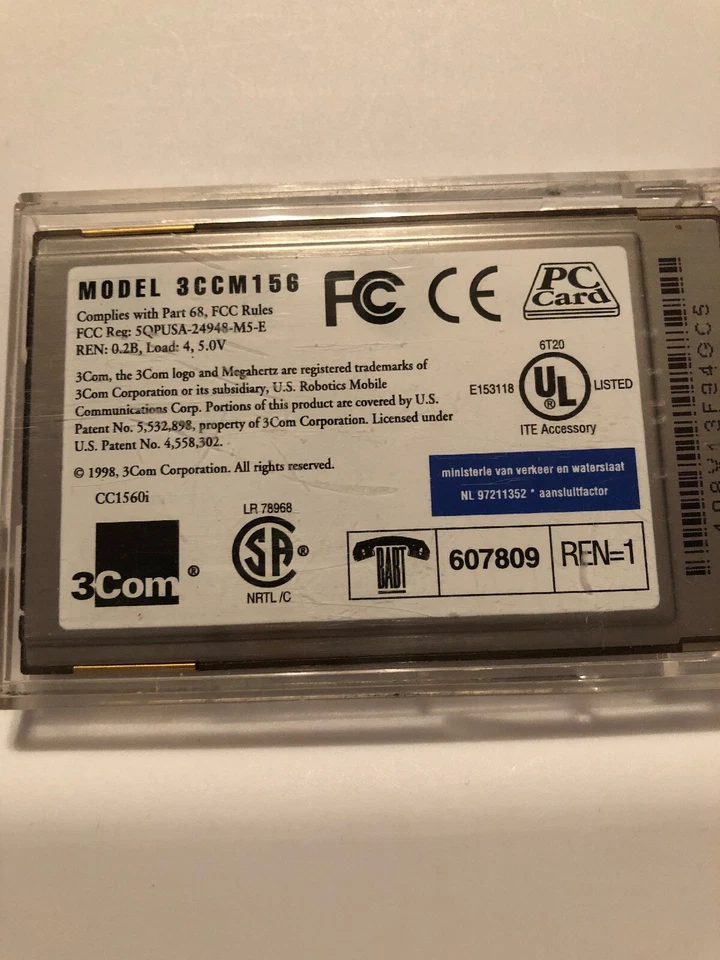 MODEL 3CCM156
Complies with Part 68, FCC Rules
FCC Reg: 5QPUSA-24948-M5-E
REN: 0.2B, Load: 4, 5.0V
FC CE
PC
Card
3Com, the 3Com logo and Megahertz are registered trademarks of
3Com Corporation or its subsidiary, U.S. Robotics Mobile
Communications Corp. Portions of this product are covered by U.S.
Patent No. 5,532,898, property of 3Com Corporation. Licensed under
U.S. Patent No. 4,558,302.
© 1998, 3Com Corporation. All rights reserved.
6T20
E153118 UL ® LISTED
ITE Accessory
ministerie van verkeer en waterslaat
NL 97211352 * aansluitfactor
CC1560i
3Com ®
LR 78968
SA ®
NRTL /C
BABT
607809
REN=1